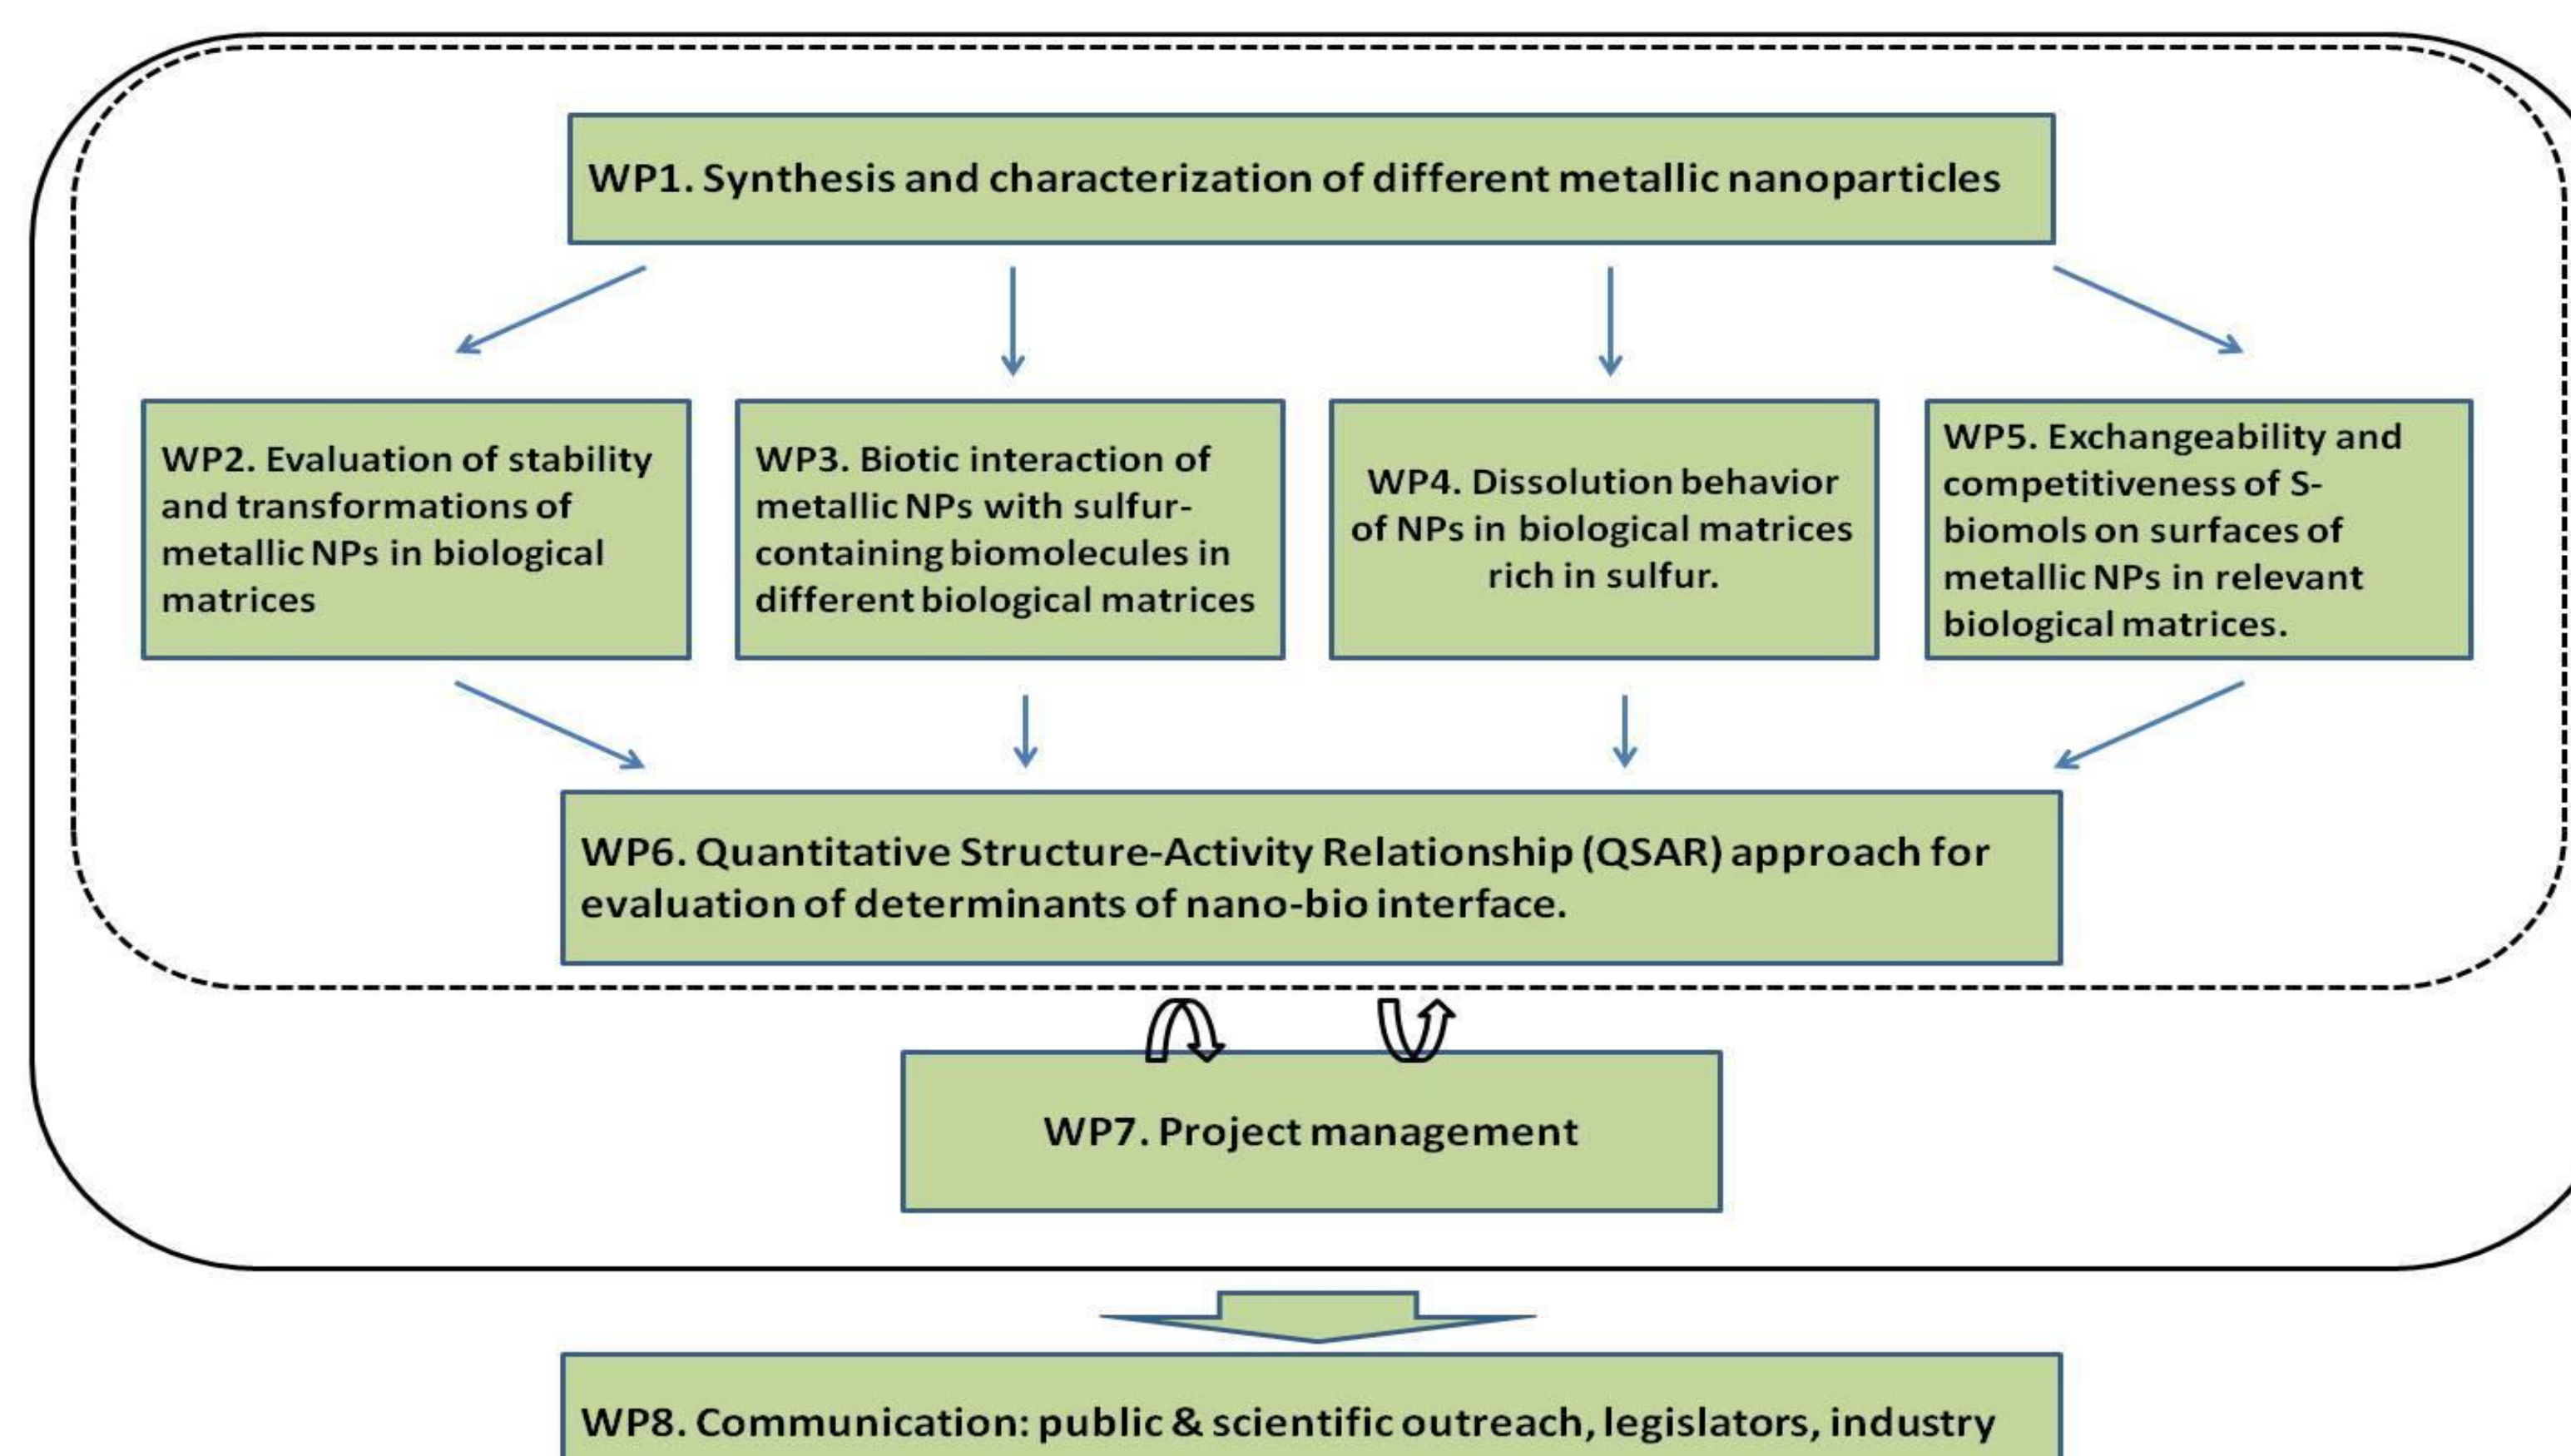 WP1. Synthesis and characterization of different metallic nanoparticles
WP2. Evaluation of stability
and transformations of
metallic NPs in biological
matrices
WP3. Biotic interaction of
metallic NPs with sulfur-
containing biomolecules in
different biological matrices
WP4. Dissolution behavior
of NPs in biological matrices
rich in sulfur.
WP5. Exchangeability and
competitiveness of S-
biomols on surfaces of
metallic NPs in relevant
biological matrices.
WP6. Quantitative Structure-Activity Relationship (QSAR) approach for
evaluation of determinants of nano-bio interface.
WP7. Project management
WP8. Communication: public & scientific outreach, legislators, industry